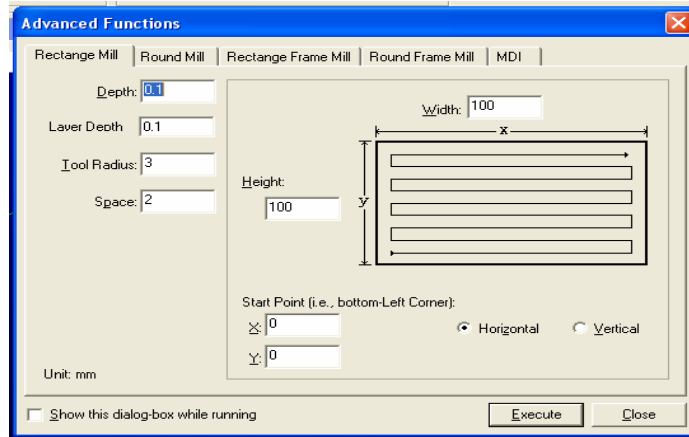 Advanced Functions
Rectange Mill Round Mill Rectange Frame Mill Round Frame Mill MDI
Depth: 0.1
Laver Depth 0.1
Tool Radius: 3
Space: 2
Width: 100
x
Height:
100
y
Start Point (i.e., bottom-Left Corner):
X: 0
Horizontal Vertical
Y: 0
Unit: mm
Show this dialog-box while running
Execute Close